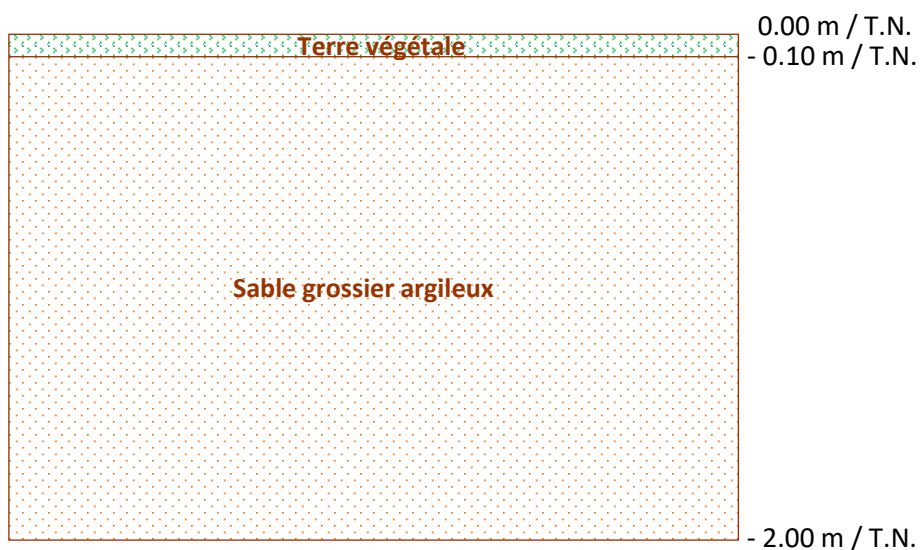 0.00 m / T.N.
Terre végétale
- 0.10 m / T.N.
Sable grossier argileux
- 2.00 m / T.N.